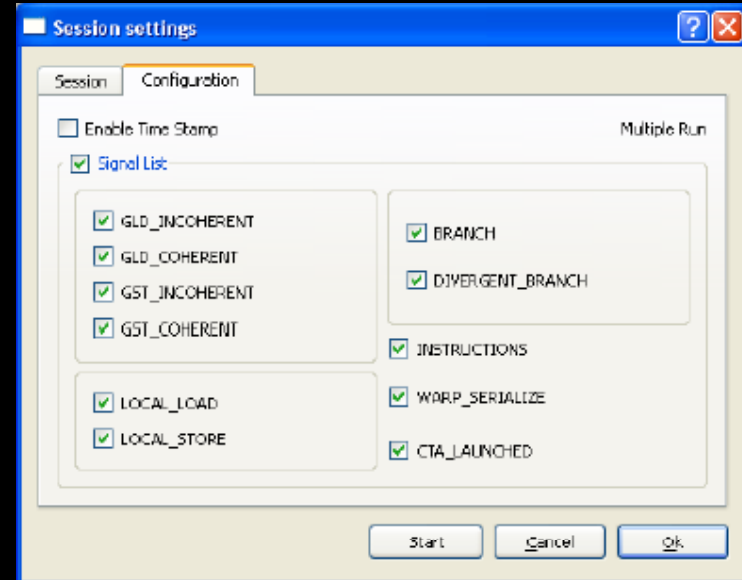 Session settings
Session
Configuration
Enable Time Stamp
Multiple Run
Signal List
GLD_INCOHERENT
GLD_COHERENT
GST_INCOHERENT
GST_COHERENT
BRANCH
DIVERGENT_BRANCH
INSTRUCTIONS
LOCAL_LOAD
LOCAL_STORE
WARP_SERIALIZE
CTA_LAUNCHED
Start
Cancel
Ok